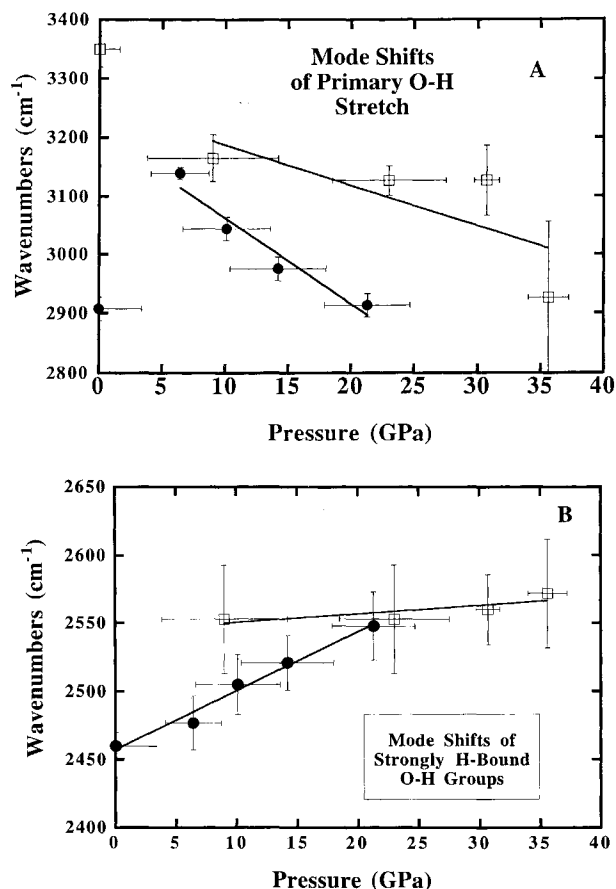 3400
3300
3200
3100
3000
2900
2800
Wavenumbers (cm-1)
Mode Shifts
of Primary O-H
Stretch
A
0
5
10
15
20
25
30
35
40
Pressure (GPa)
2650
2600
2550
2500
2450
2400
Wavenumbers (cm-1)
B
Mode Shifts of
Strongly H-Bound
O-H Groups
0
5
10
15
20
25
30
35
40
Pressure (GPa)